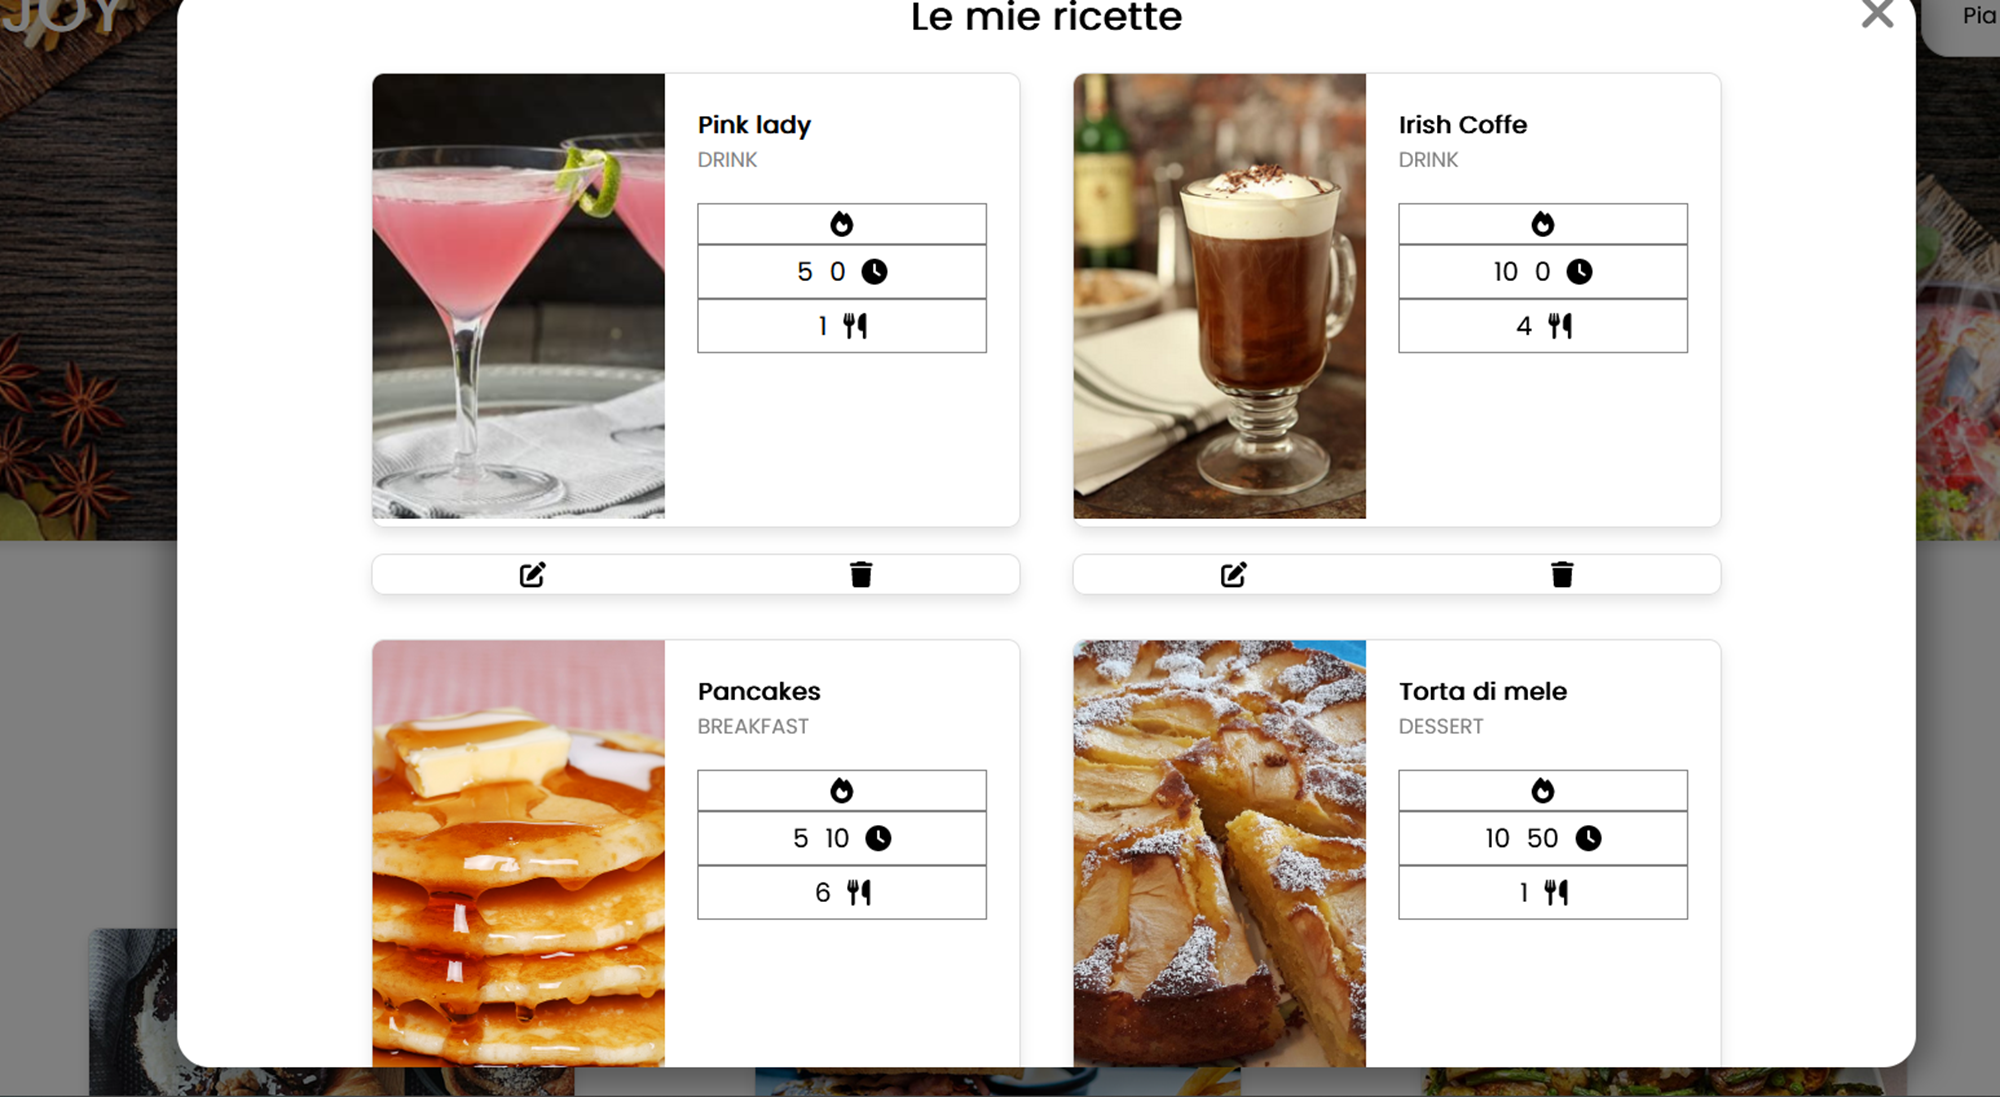 JOY
Le mie ricette
Pia
Pink lady
DRINK
5 0
1
Irish Coffe
DRINK
10 0
4
Pancakes
BREAKFAST
5 10
6
Torta di mele
DESSERT
10 50
1